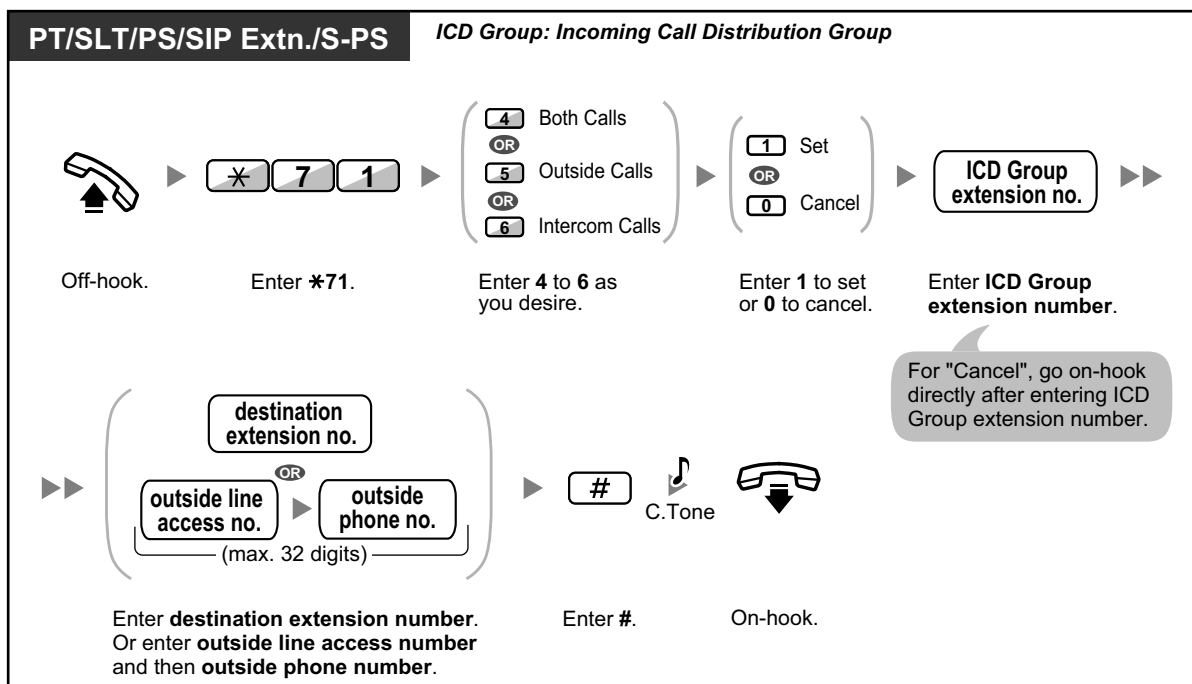 PT/SLT/PS/SIP Extn./S-PS
ICD Group: Incoming Call Distribution Group
4 Both Calls
OR
5 Outside Calls
OR
6 Intercom Calls
1 Set
OR
0 Cancel
7 1
ICD Group
extension no.
Off-hook.
Enter 71.
Enter 4 to 6 as
you desire.
Enter 1 to set
or 0 to cancel.
Enter ICD Group
extension number.
For "Cancel", go on-hook
directly after entering ICD
Group extension number.
destination
extension no.
OR
outside line
access no.
outside
phone no.
(max. 32 digits)
#
C.Tone
Enter destination extension number.
Or enter outside line access number
and then outside phone number.
Enter #.
On-hook.